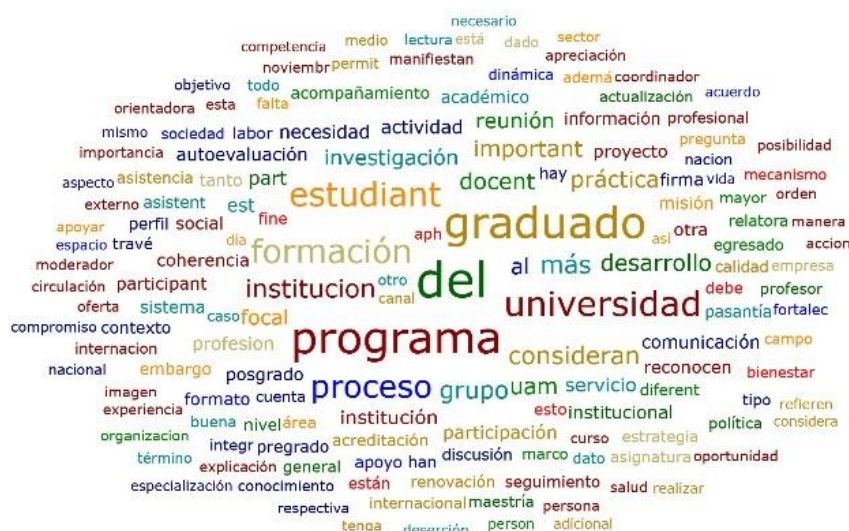 necesario
competencia medio lectura está dado sector
noviembr permit manifiestan apreciación
objetivo todo acompañamiento dinámica ademá coordinador
orientadora esta falta académico actualización acuerdo
mismo sociedad labor necesidad actividad reunión información profesional
importancia autoevaluación investigación important proyecto pregunta posibilidad
aspecto asistencia tanto part estudiant docent hay práctica nacion firma vida mecanismo
externo asistent est fine graduado misión mayor orden
apoyar perfil social aph así otra relatora manera
espacio travé día formación del al más desarrollo egresado accion
moderador coherencia otro calidad empresa
circulación participant institucion canal universidad debe profesor
oferta sistema caso focal pasantía fortalec
compromiso contexto profesion programa consideran comunicación campo
internacion embargo reconocen
nacional posgrado proceso grupo uam servicio diferent bienestar
imagen formato cuenta tipo refieren
experiencia buena nivel área institución esto institucional política considera
organizacion integr pregrado acreditación participación curso estrategia
término explicación general apoyo han discusión marco dato asignatura oportunidad
especialización conocimiento están renovación seguimiento salud realizar
respectiva internacional maestría persona
tenga deserción person adicional